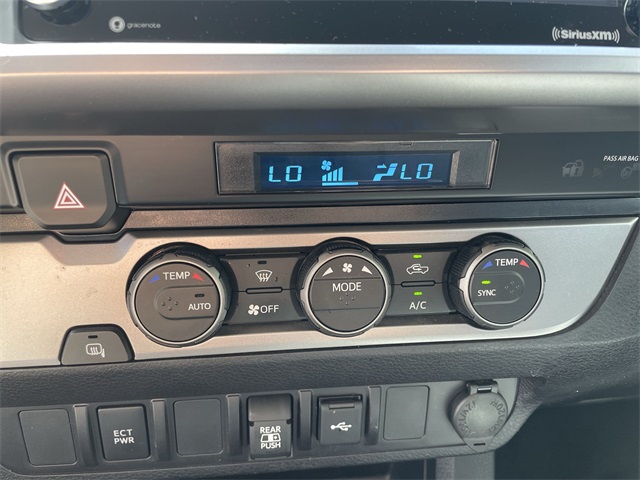 gracenote
((SiriusXM))
PASS AIR BAG
LO LO
TEMP
AUTO
OFF
MODE
A/C
TEMP
SYNC
ECT
PWR
REAR
PUSH